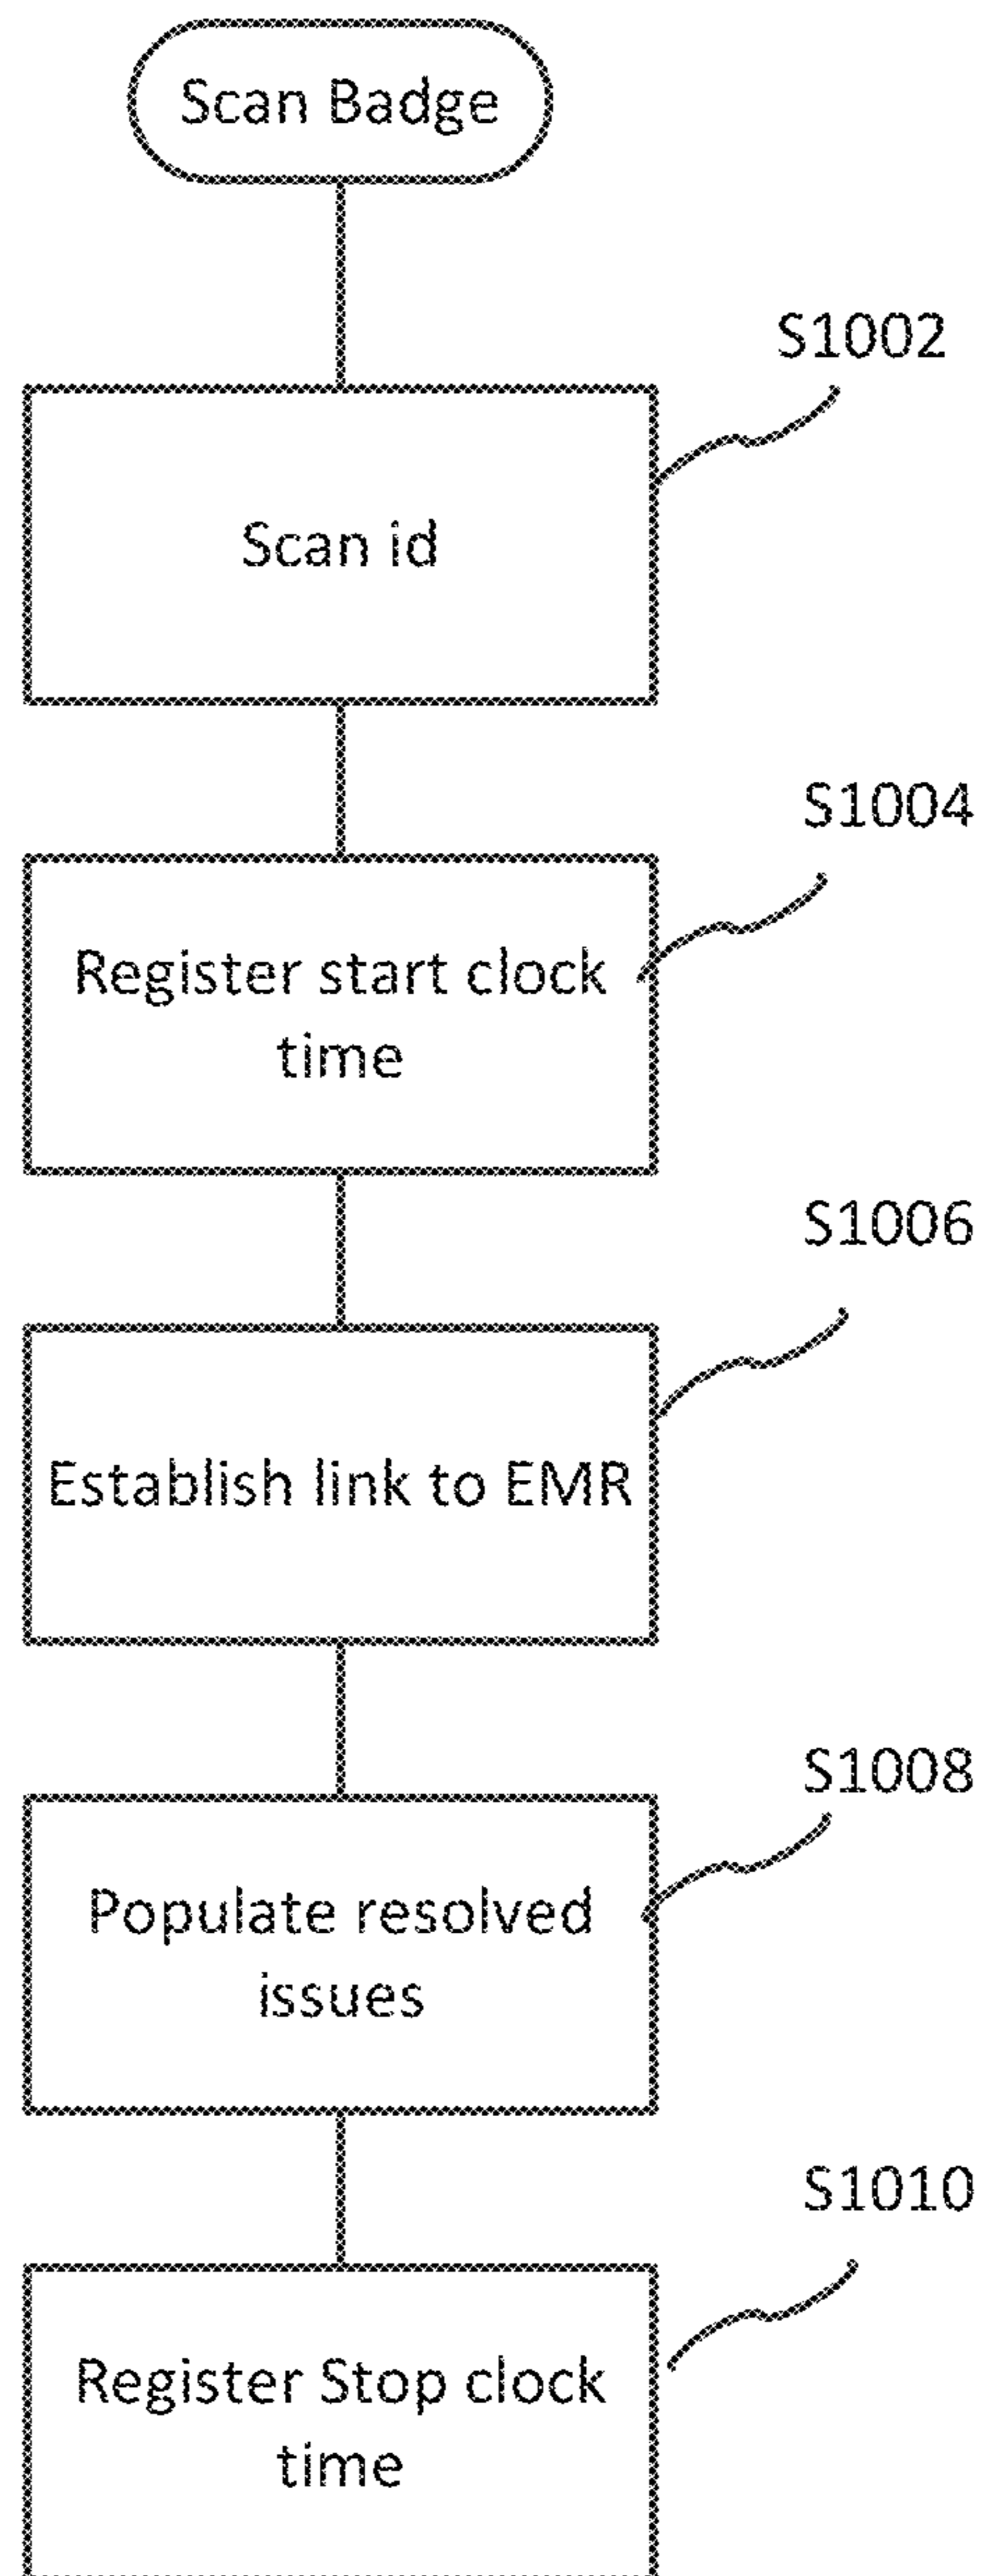 Scan Badge
S1002
Scan id
S1004
Register start clock
time
S1006
Establish link to EMR
S1008
Populate resolved
issues
S1010
Register Stop clock
time